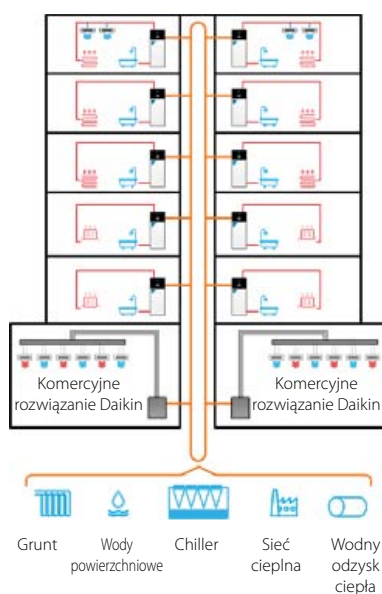 Komercyjne
rozwiązanie Daikin
Komercyjne
rozwiązanie Daikin
Grunt
Wody
powierzchniowe
Chiller
Sieć
cieplna
Wodny
odzysk
ciepła